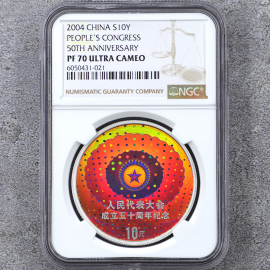 2004 CHINA S10Y
PEOPLE'S CONGRESS
50TH ANNIVERSARY
PF 70 ULTRA CAMEO
6050431-021
NGC
NUMISMATIC GUARANTY COMPANY
人民代表大会
成立五十周年纪念
10元